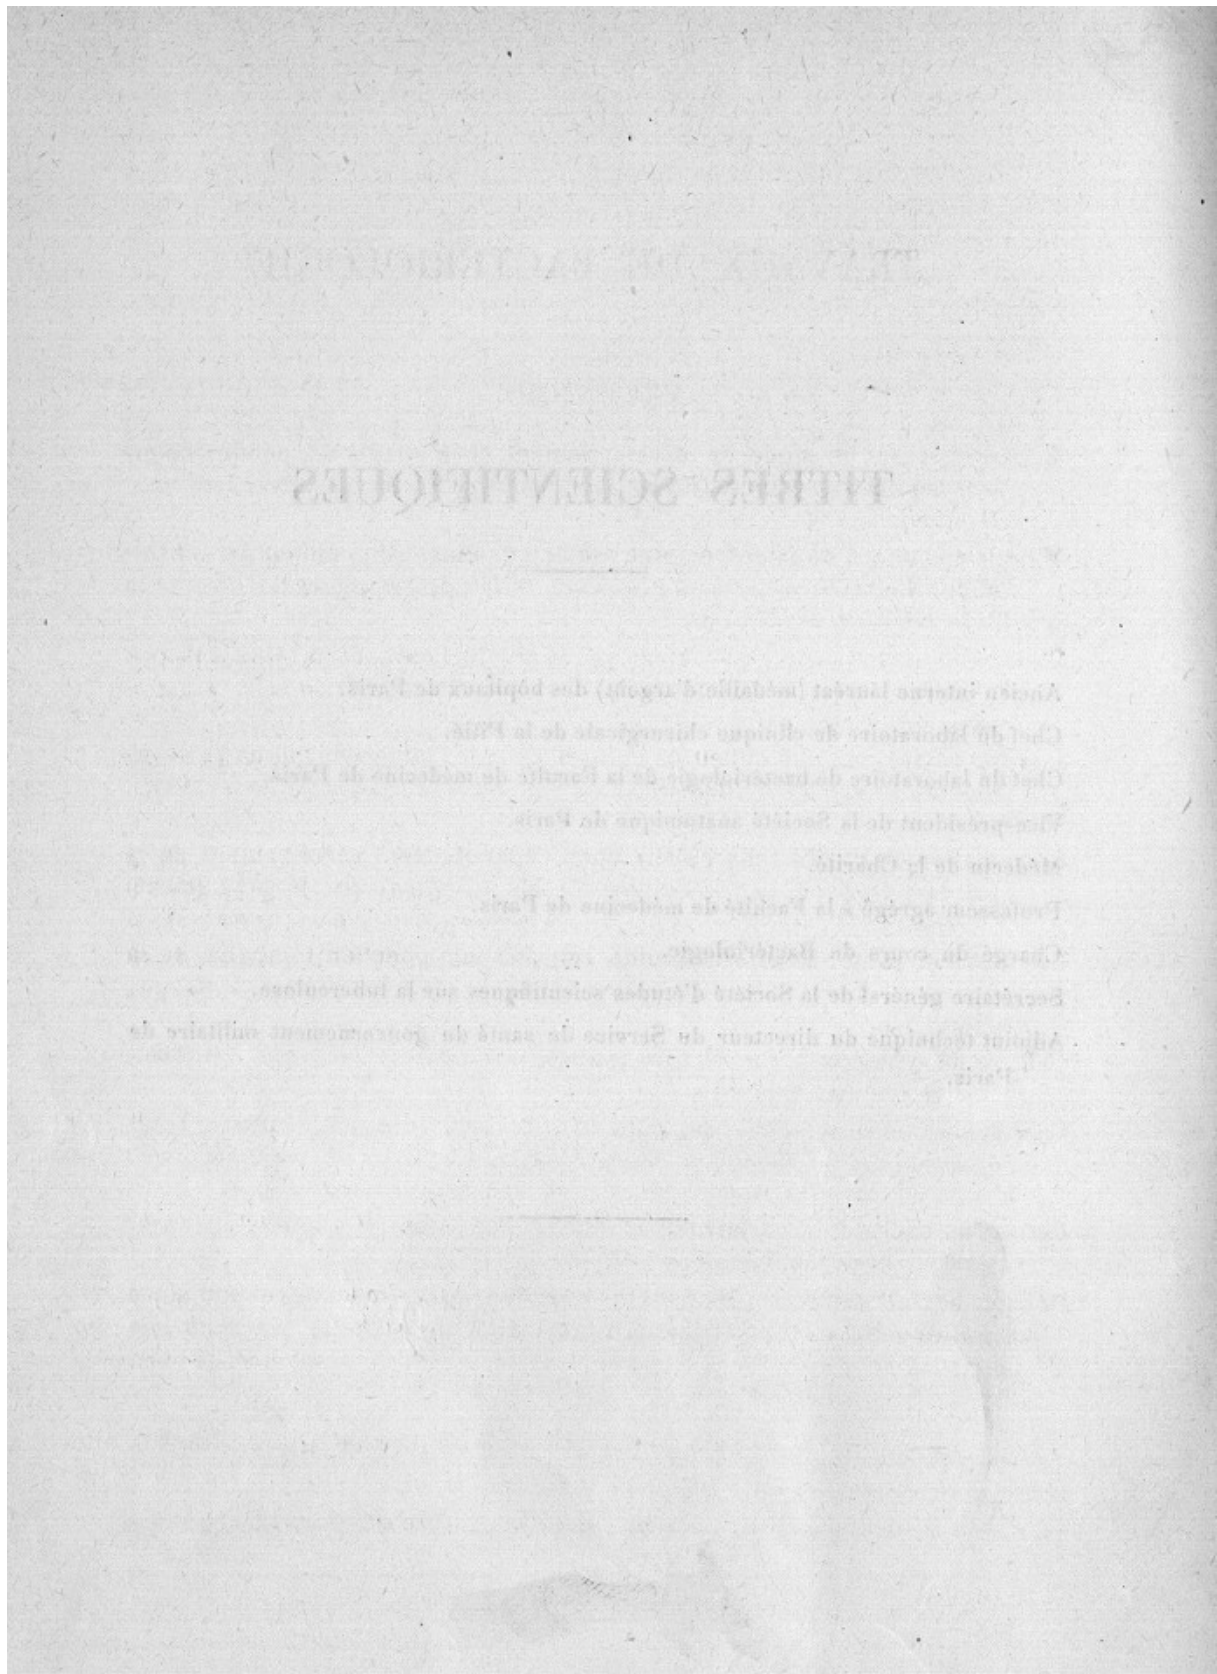 TITRES SCIENTIFIQUES
Ancien interne lauréat (médaille d'argent) des hôpitaux de Paris.
Chef du laboratoire de clinique chirurgicale de la Pitié.
Chef du laboratoire de bactériologie de la Faculté de médecine de Paris.
Vice-président de la Société anatomique de Paris.
Médecin de la Charité.
Professeur agrégé à la Faculté de médecine de Paris.
Chargé du cours de Bactériologie.
Secrétaire général de la Société d'études scientifiques sur la tuberculose.
Adjoint technique du directeur du Service de santé du gouvernement militaire de
Paris.